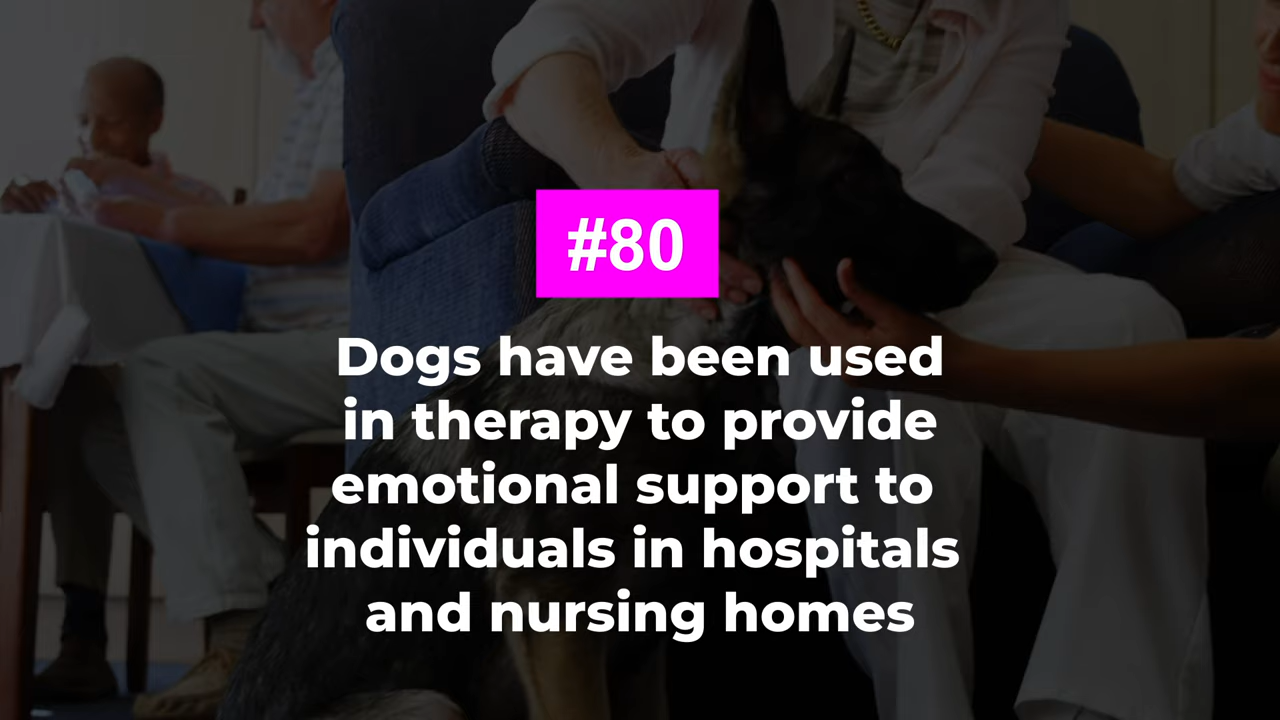 #80
Dogs have been used
in therapy to provide
emotional support to
individuals in hospitals
and nursing homes